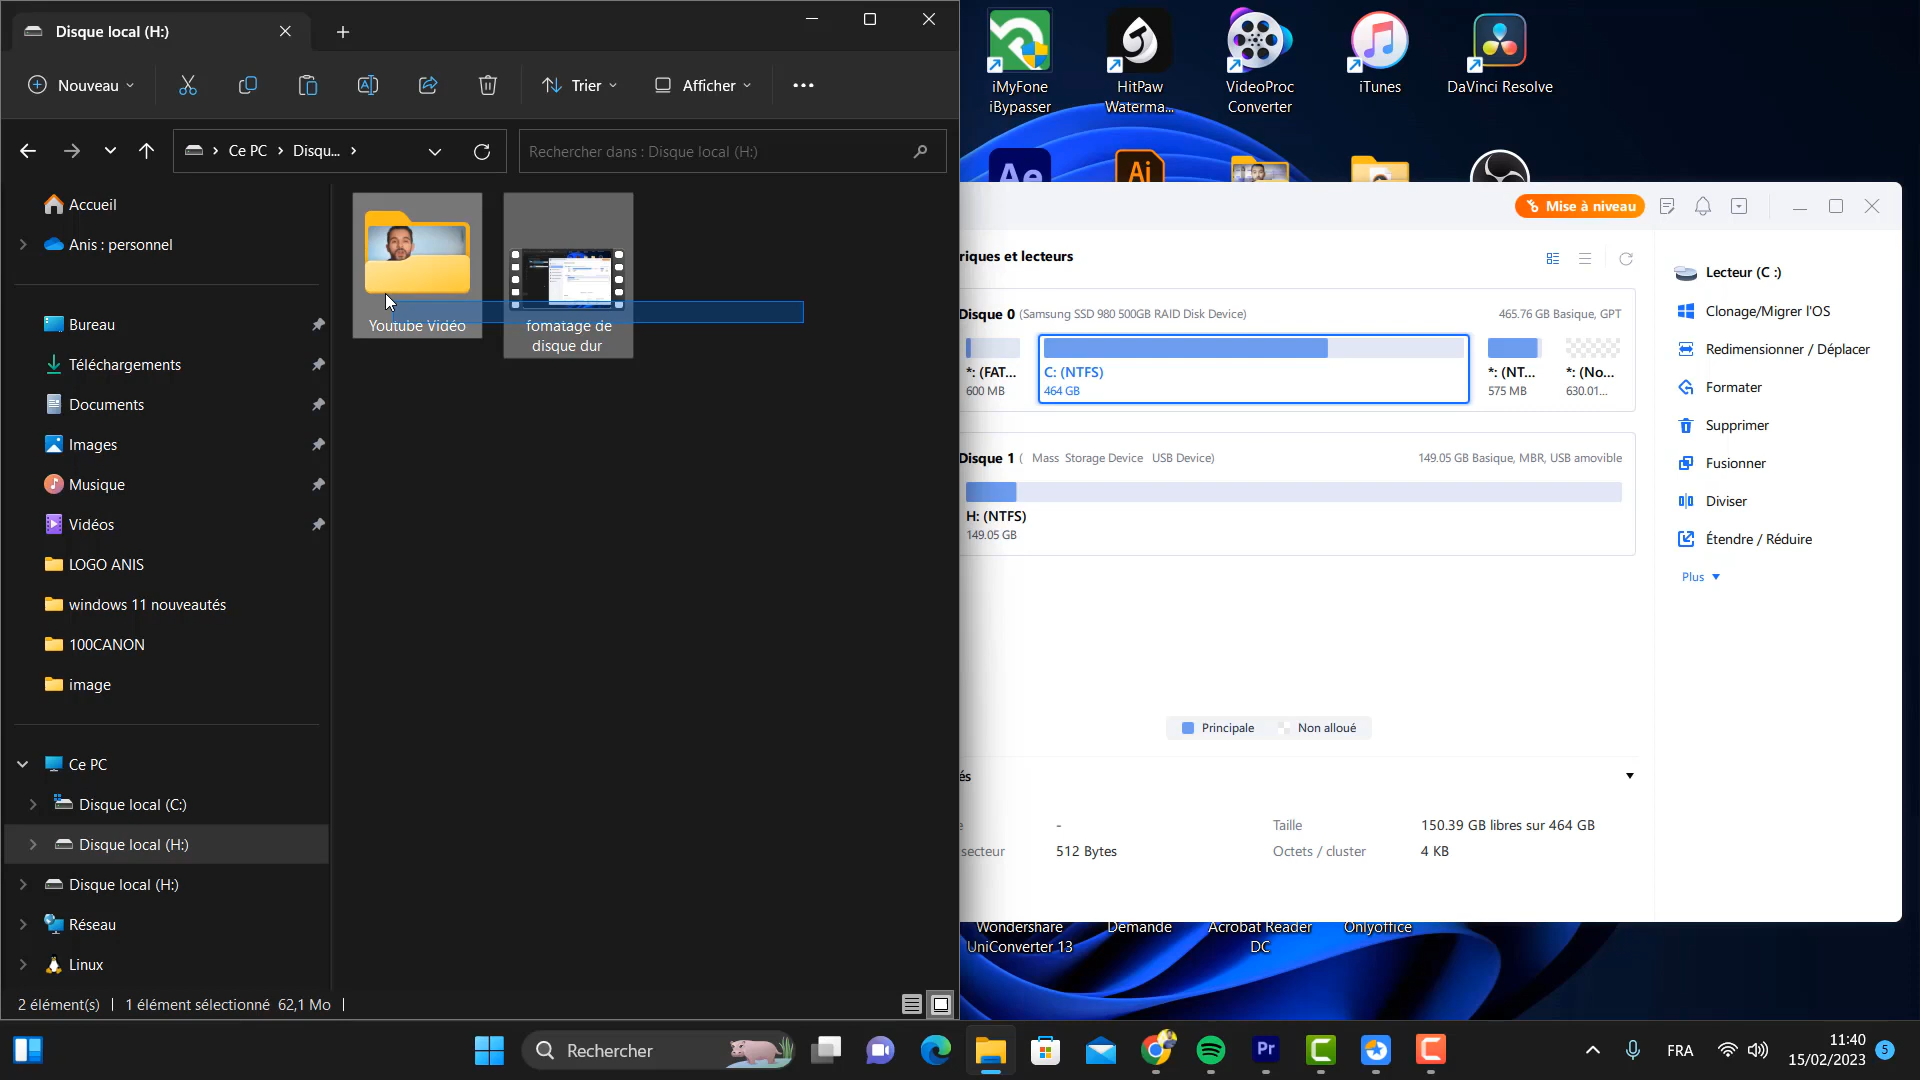 Disque local (H:)
Nouveau
Trier
Afficher
Ce PC
Disqu...
Rechercher dans : Disque local (H:)
Accueil
Anis : personnel
Bureau
Téléchargements
Documents
Images
Musique
Vidéos
LOGO ANIS
windows 11 nouveautés
100CANON
image
Ce PC
Disque local (C:)
Disque local (H:)
Disque local (H:)
Réseau
Linux
Youtube Vidéo
fomatage de
disque dur
2 élément(s)
1 élément sélectionné 62,1 Mo
iMyFone
iBypasser
HitPaw
Waterma...
VideoProc
Converter
iTunes
DaVinci Resolve
Ae
Ai
Mise à niveau
riques et lecteurs
Disque 0 (Samsung SSD 980 500GB RAID Disk Device)
465.76 GB Basique, GPT
*: (FAT...
600 MB
C: (NTFS)
464 GB
*: (NT...
575 MB
*: (No...
630.01...
Disque 1 ( Mass Storage Device USB Device)
149.05 GB Basique, MBR, USB amovible
H: (NTFS)
149.05 GB
Principale
Non alloué
és
e
-
Taille
150.39 GB libres sur 464 GB
secteur
512 Bytes
Octets / cluster
4 KB
Lecteur (C :)
Clonage/Migrer l'OS
Redimensionner / Déplacer
Formater
Supprimer
Fusionner
Diviser
Étendre / Réduire
Plus
Wondershare
UniConverter 13
Demande
Acrobat Reader
DC
Onlyoffice
Rechercher
Pr
FRA
11:40
15/02/2023
5